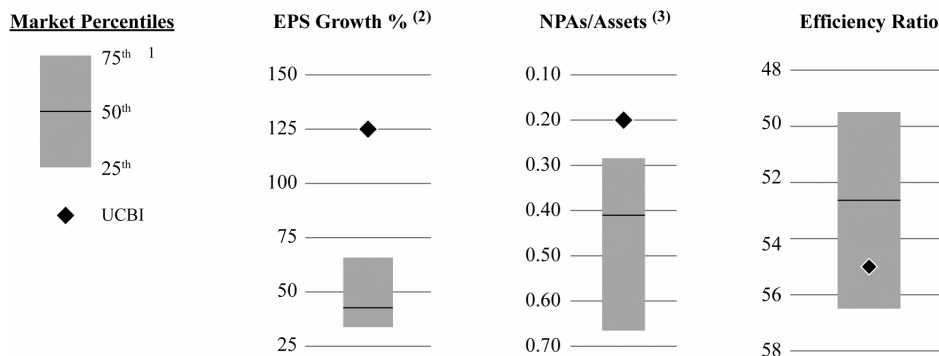 Market Percentiles
75th 1
50th
25th
UCBI
EPS Growth % (2)
150
125
100
75
50
25
NPAs/Assets (3)
0.10
0.20
0.30
0.40
0.50
0.60
0.70
Efficiency Ratio
48
50
52
54
56
58